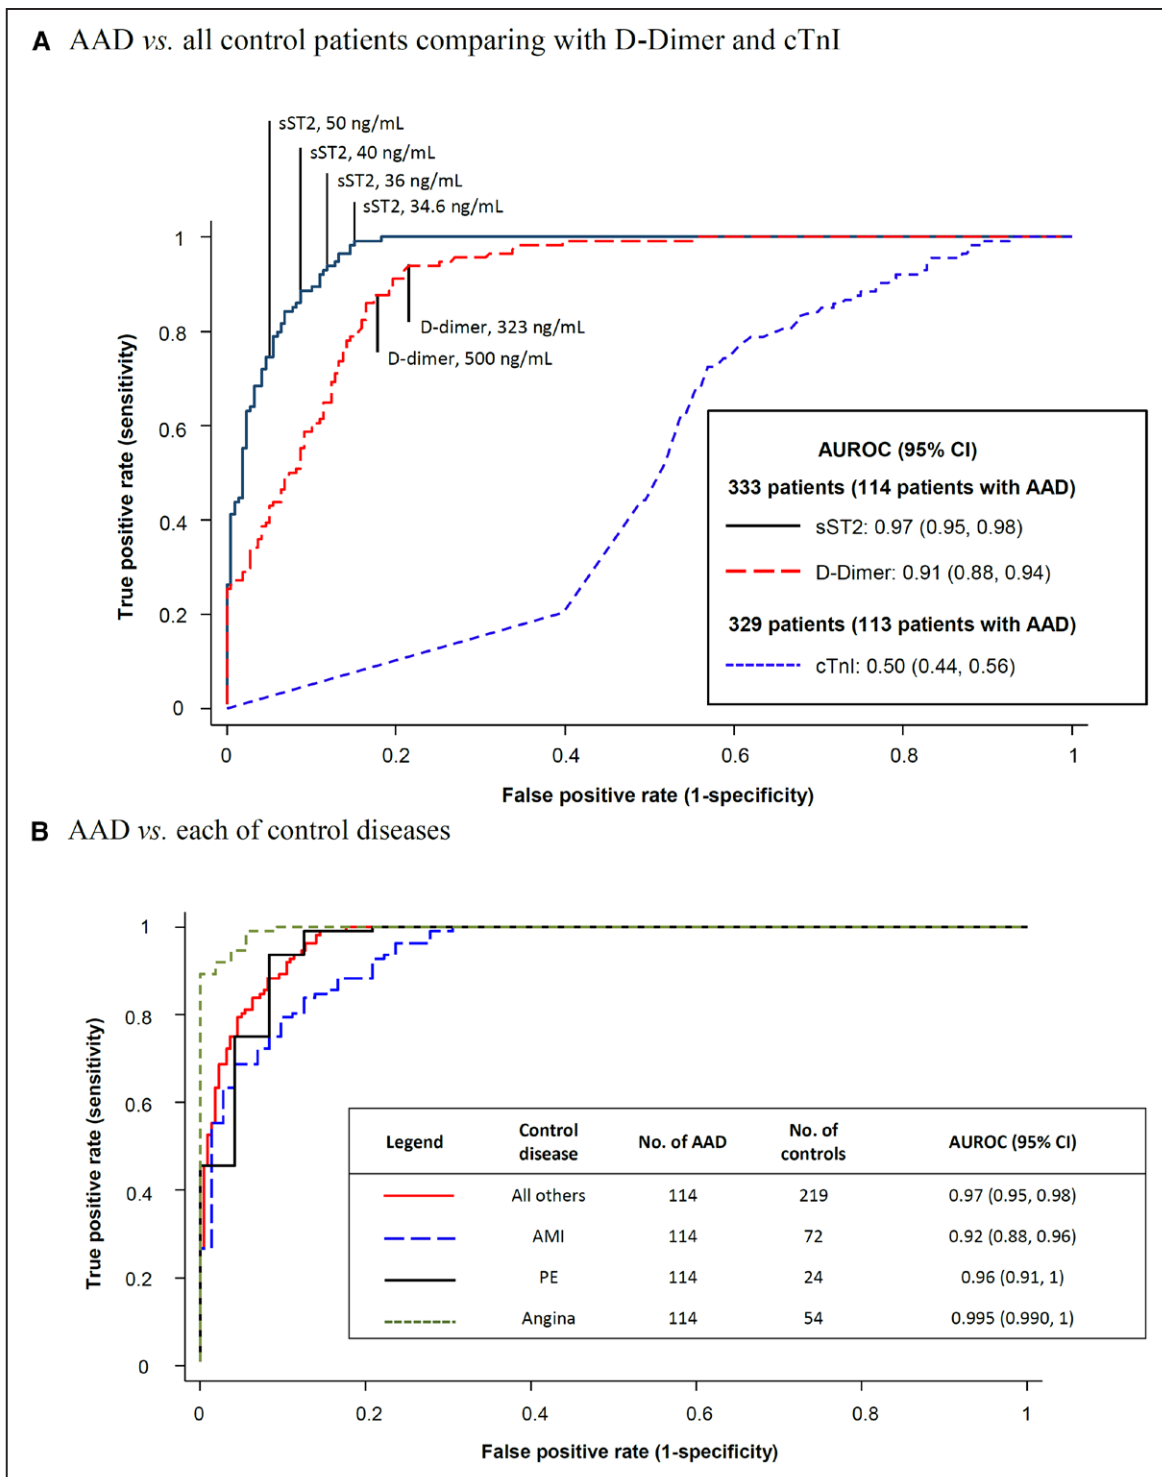 A AAD vs. all control patients comparing with D-Dimer and cTnI
sST2, 50 ng/mL
sST2, 40 ng/mL
sST2, 36 ng/mL
sST2, 34.6 ng/mL
1
0.8
0.6
0.4
0.2
0
True positive rate (sensitivity)
D-dimer, 323 ng/mL
D-dimer, 500 ng/mL
AUROC (95% CI)
333 patients (114 patients with AAD)
sST2: 0.97 (0.95, 0.98)
D-Dimer: 0.91 (0.88, 0.94)
329 patients (113 patients with AAD)
cTnI: 0.50 (0.44, 0.56)
0 0.2 0.4 0.6 0.8 1
False positive rate (1-specificity)
B AAD vs. each of control diseases
1
0.8
0.6
0.4
0.2
0
True positive rate (sensitivity)
Legend Control disease No. of AAD No. of controls AUROC (95% CI)
All others 114 219 0.97 (0.95, 0.98)
AMI 114 72 0.92 (0.88, 0.96)
PE 114 24 0.96 (0.91, 1)
Angina 114 54 0.995 (0.990, 1)
0 0.2 0.4 0.6 0.8 1
False positive rate (1-specificity)